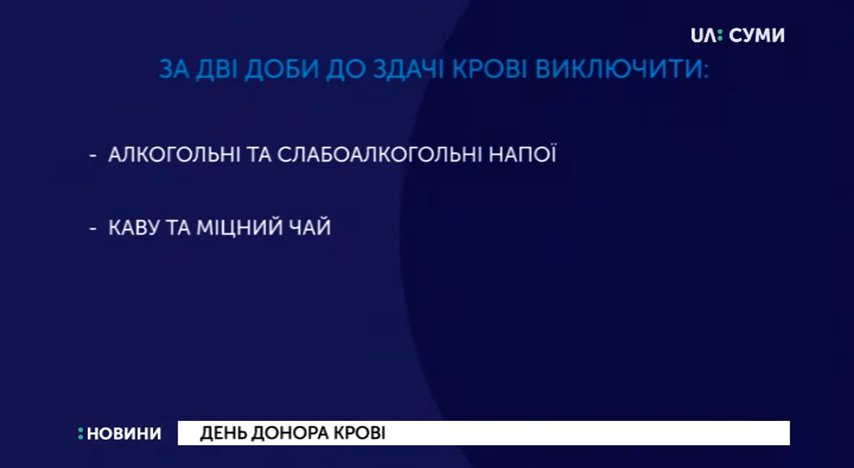 UA: СУМИ
ЗА ДВІ ДОБИ ДО ЗДАЧІ КРОВІ ВИКЛЮЧИТИ:
- АЛКОГОЛЬНІ ТА СЛАБОАЛКОГОЛЬНІ НАПОЇ
- КАВУ ТА МІЦНИЙ ЧАЙ
:НОВИНИ ДЕНЬ ДОНОРА КРОВІ